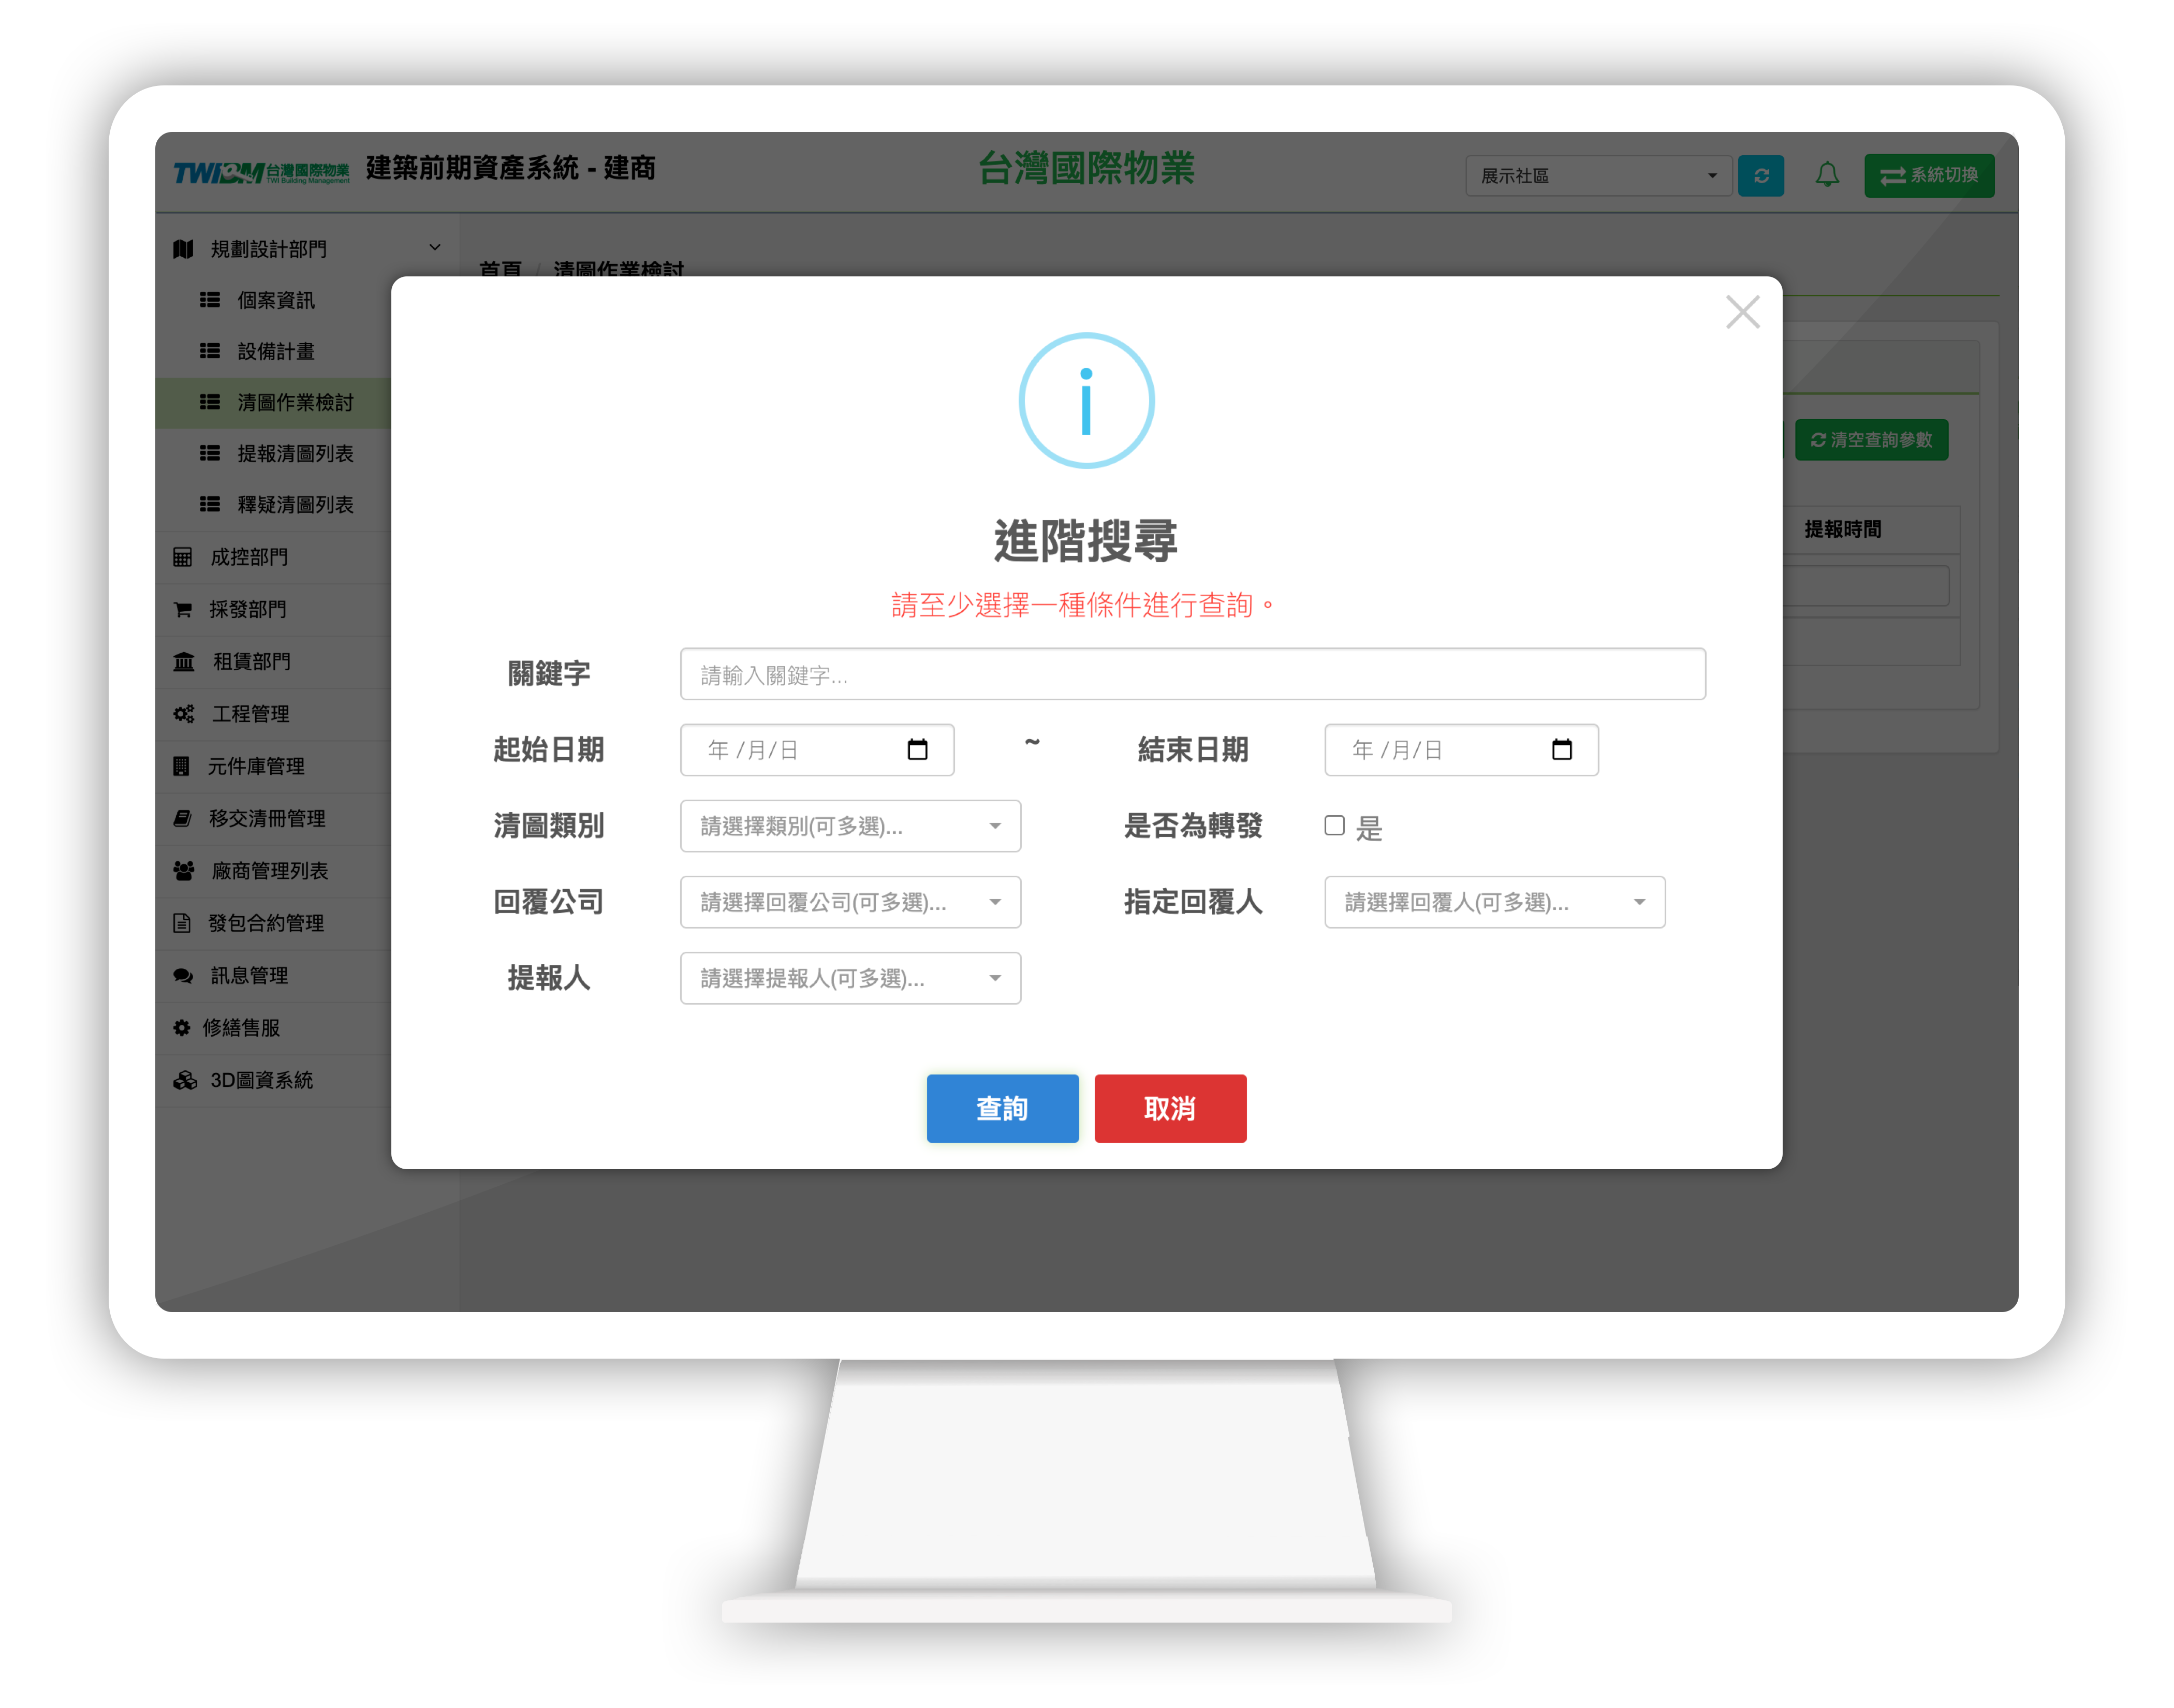 TWIBM 台灣國際物業
TWI Building Management
建築前期資產系統 - 建商
台灣國際物業
展示社區
系統切換
規劃設計部門
個案資訊
設備計畫
清圖作業檢討
提報清圖列表
釋疑清圖列表
成控部門
採發部門
租賃部門
工程管理
元件庫管理
移交清冊管理
廠商管理列表
發包合約管理
訊息管理
修繕售服
3D圖資系統
首頁 / 清圖作業檢討
清空查詢參數
提報時間
進階搜尋
請至少選擇一種條件進行查詢。
關鍵字 請輸入關鍵字...
起始日期 年 /月/日 ~ 結束日期 年 /月/日
清圖類別 請選擇類別(可多選)... 是否為轉發 是
回覆公司 請選擇回覆公司(可多選)... 指定回覆人 請選擇回覆人(可多選)...
提報人 請選擇提報人(可多選)...
查詢 取消